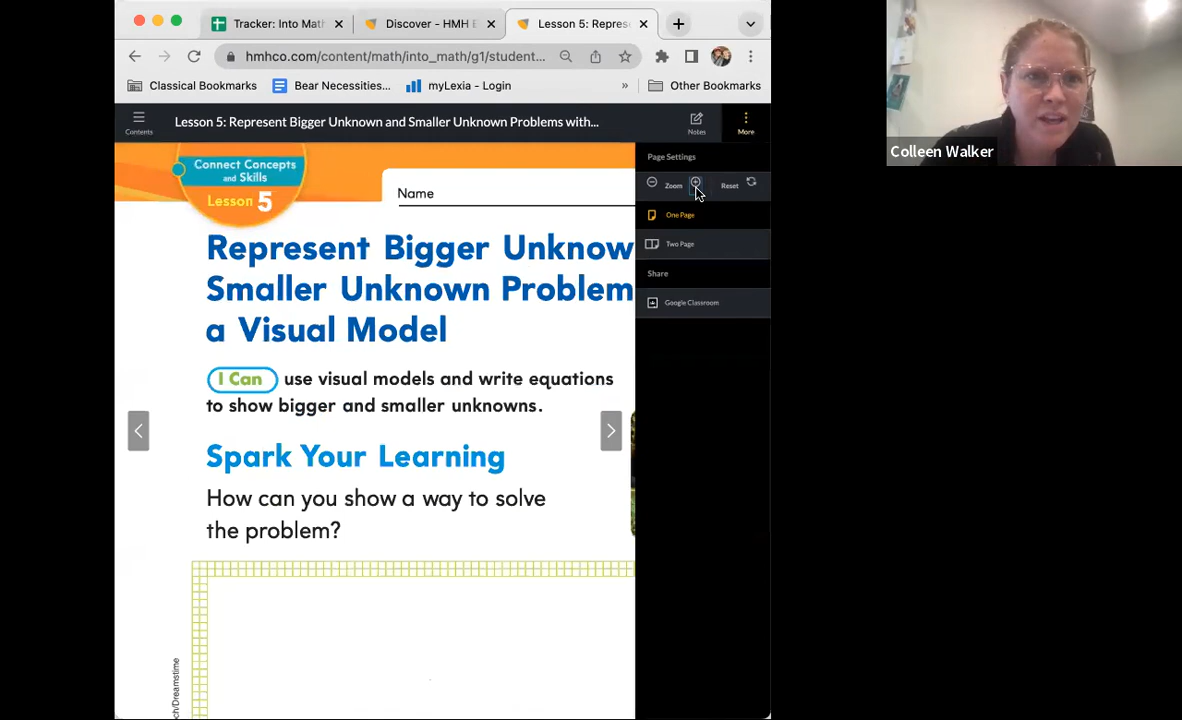 Tracker: Into Math
Discover - HMH E
Lesson 5: Repres
hmhco.com/content/math/into_math/g1/student...
Classical Bookmarks
Bear Necessities...
myLexia - Login
»
Other Bookmarks
Contents
Lesson 5: Represent Bigger Unknown and Smaller Unknown Problems with...
Notes
More
Page Settings
Zoom
Reset
One Page
Two Page
Share
Google Classroom
Connect Concepts
and Skills
Lesson 5
Name
Represent Bigger Unknow
Smaller Unknown Problem
a Visual Model
I Can use visual models and write equations
to show bigger and smaller unknowns.
Spark Your Learning
How can you show a way to solve
the problem?
ch/Dreamstime
Colleen Walker